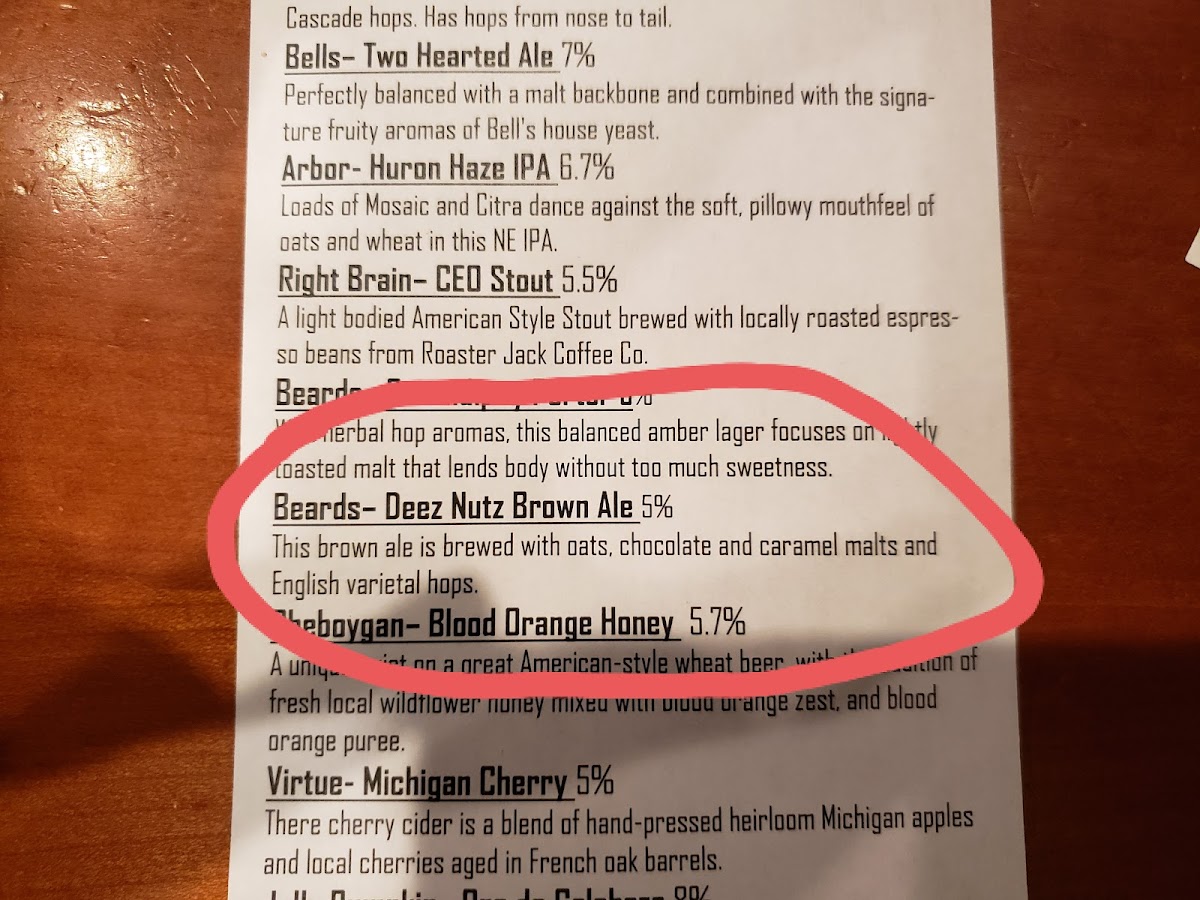 Cascade hops. Has hops from nose to tail.
Bells– Two Hearted Ale 7%
Perfectly balanced with a malt backbone and combined with the signa-
ture fruity aromas of Bell's house yeast.
Arbor- Huron Haze IPA 6.7%
Loads of Mosaic and Citra dance against the soft, pillowy mouthfeel of
oats and wheat in this NE IPA.
Right Brain– CEO Stout 5.5%
A light bodied American Style Stout brewed with locally roasted espres-
so beans from Roaster Jack Coffee Co.
Beards–
herbal hop aromas, this balanced amber lager focuses on
toasted malt that lends body without too much sweetness.
Beards– Deez Nutz Brown Ale 5%
This brown ale is brewed with oats, chocolate and caramel malts and
English varietal hops.
Sheboygan– Blood Orange Honey 5.7%
A on a great American-style wheat beer, with of
fresh local wildflower honey mixed with blood orange zest, and blood
orange puree.
Virtue- Michigan Cherry 5%
There cherry cider is a blend of hand-pressed heirloom Michigan apples
and local cherries aged in French oak barrels.